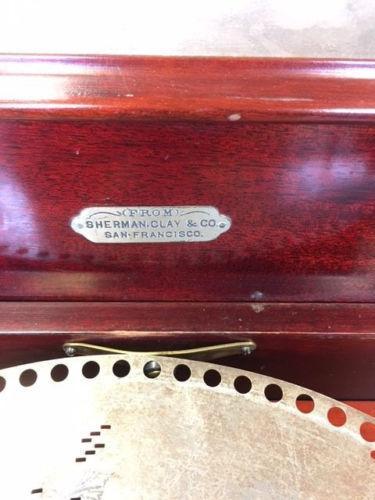 (FROM)
SHERMAN, CLAY & CO.
SAN-FRANCISCO.